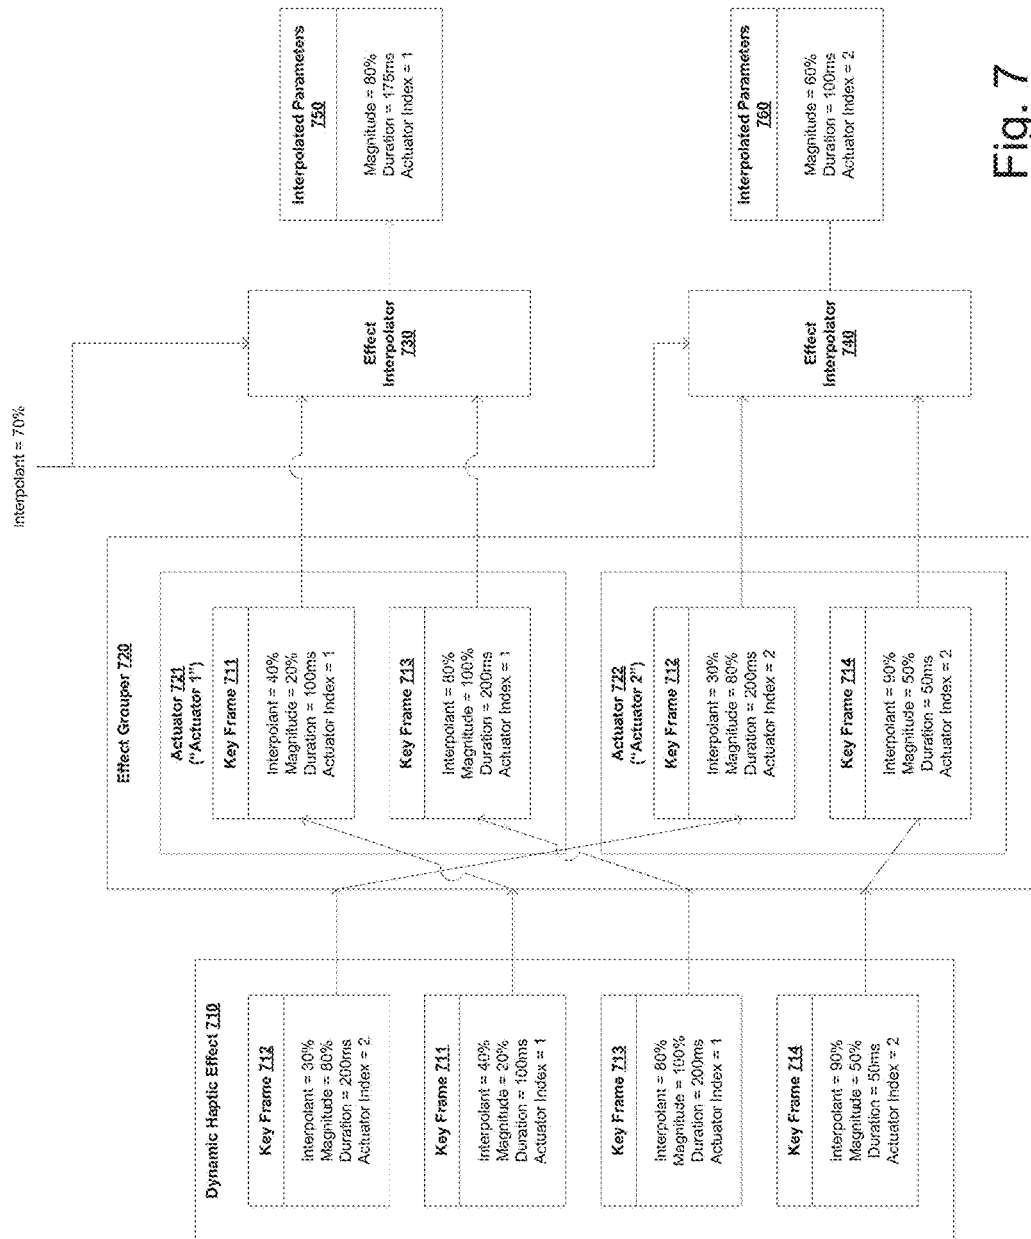 Interpolant = 70%
Dynamic Haptic Effect 710
Key Frame 712
Interpolant = 30%
Magnitude = 80%
Duration = 200ms
Actuator Index = 2
Key Frame 711
Interpolant = 40%
Magnitude = 20%
Duration = 100ms
Actuator Index = 1
Key Frame 713
Interpolant = 80%
Magnitude = 100%
Duration = 200ms
Actuator Index = 1
Key Frame 714
Interpolant = 90%
Magnitude = 50%
Duration = 50ms
Actuator Index = 2
Effect Grouper 720
Actuator 721
("Actuator 1")
Key Frame 711
Interpolant = 40%
Magnitude = 20%
Duration = 100ms
Actuator Index = 1
Key Frame 713
Interpolant = 80%
Magnitude = 100%
Duration = 200ms
Actuator Index = 1
Actuator 722
("Actuator 2")
Key Frame 712
Interpolant = 30%
Magnitude = 80%
Duration = 200ms
Actuator Index = 2
Key Frame 714
Interpolant = 90%
Magnitude = 50%
Duration = 50ms
Actuator Index = 2
Effect
Interpolator
730
Effect
Interpolator
740
Interpolated Parameters
750
Magnitude = 80%
Duration = 175ms
Actuator Index = 1
Interpolated Parameters
760
Magnitude = 60%
Duration = 100ms
Actuator Index = 2
Fig. 7